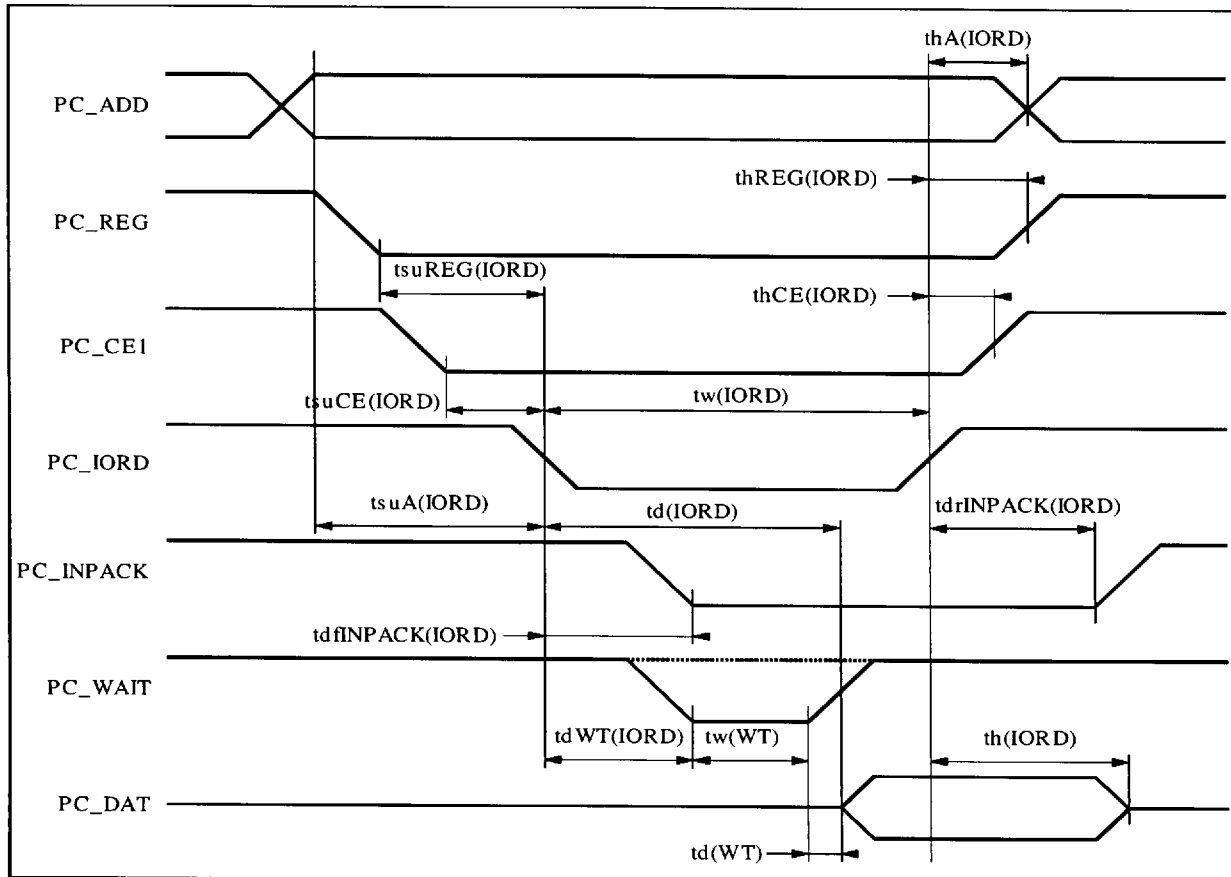 thA(IORD)
PC_ADD
thREG(IORD)
PC_REG
tsuREG(IORD)
thCE(IORD)
PC_CE1
tsuCE(IORD)
tw(IORD)
PC_IORD
tsuA(IORD)
td(IORD)
tdrINPACK(IORD)
PC_INPACK
tdfINPACK(IORD)
PC_WAIT
tdWT(IORD)
tw(WT)
th(IORD)
PC_DAT
td(WT)